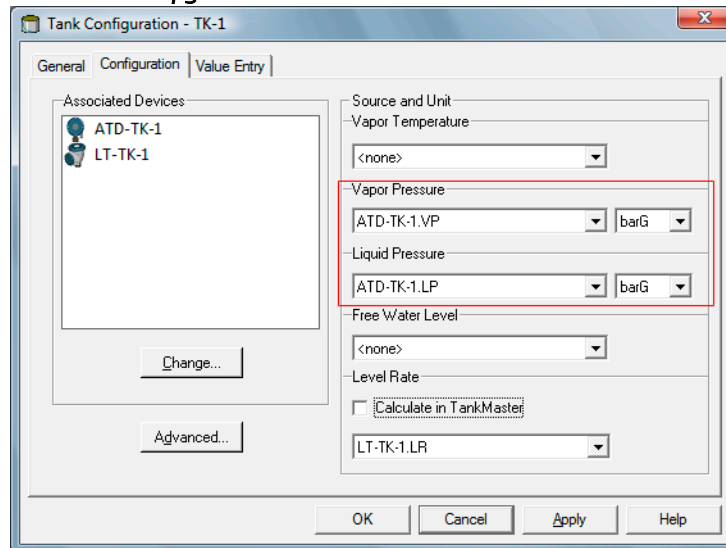 Tank Configuration - TK-1
General Configuration Value Entry
Associated Devices
ATD-TK-1
LT-TK-1
Change...
Advanced...
Source and Unit
Vapor Temperature
<none>
Vapor Pressure
ATD-TK-1.VP barG
Liquid Pressure
ATD-TK-1.LP barG
Free Water Level
<none>
Level Rate
Calculate in TankMaster
LT-TK-1.LR
OK Cancel Apply Help